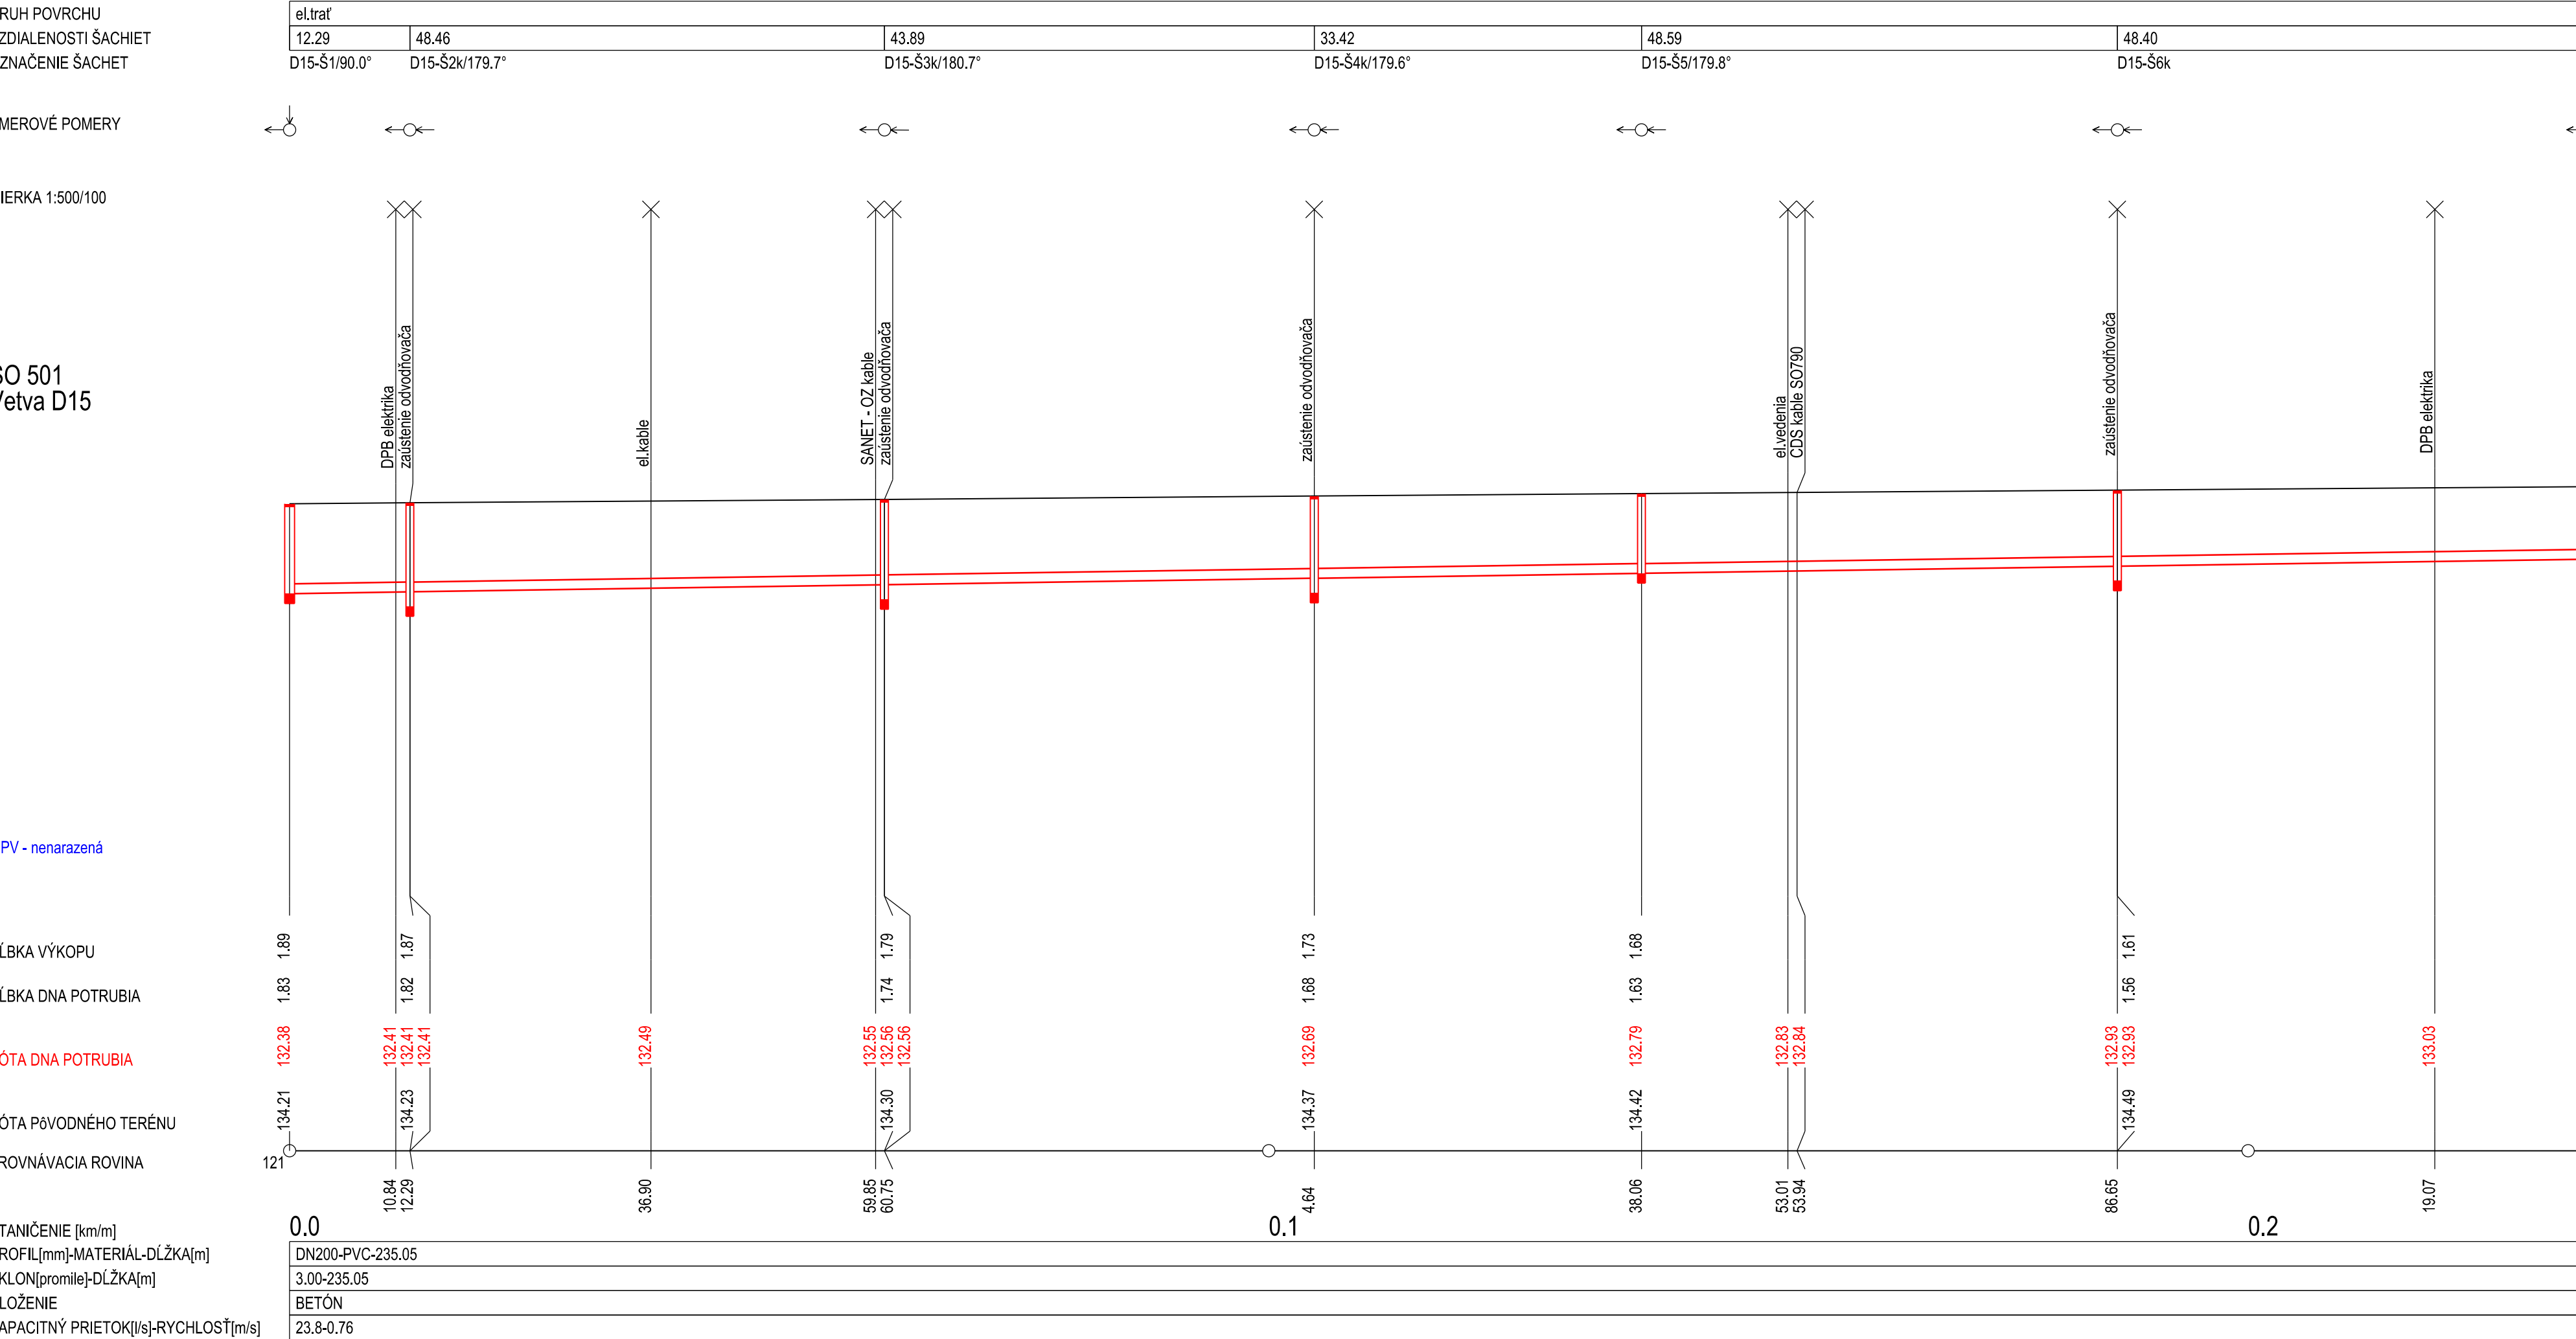 RUH POVRCHU
el.trať
ZDIALENOSTI ŠACHIET
12.29 48.46 43.89 33.42 48.59 48.40
ZNAČENIE ŠACHET
D15-Š1/90.0° D15-Š2k/179.7° D15-Š3k/180.7° D15-Š4k/179.6° D15-Š5/179.8° D15-Š6k
MEROVÉ POMERY
IERKA 1:500/100
SO 501
Vetva D15
DPB elektrika
zaústenie odvodňovača
el.kable
SANET - OZ kable
zaústenie odvodňovača
zaústenie odvodňovača
el.vedenia
CDS kable SO790
zaústenie odvodňovača
DPB elektrika
PV - nenarazená
ĹBKA VÝKOPU
1.89 1.87 1.79 1.73 1.68 1.61
ĹBKA DNA POTRUBIA
1.83 1.82 1.74 1.68 1.63 1.56
ÓTA DNA POTRUBIA
132.38 132.41 132.41 132.41 132.49 132.55 132.56 132.56 132.69 132.79 132.83 132.84 132.93 132.93 133.03
ÓTA PôVODNÉHO TERÉNU
134.21 134.23 134.30 134.37 134.42 134.49
ROVNÁVACIA ROVINA
121
10.84 12.29 36.90 59.85 60.75 4.64 38.06 53.01 53.94 86.65 19.07
TANIČENIE [km/m]
0.0 0.1 0.2
ROFIL[mm]-MATERIÁL-DĹŽKA[m]
DN200-PVC-235.05
KLON[promile]-DĹŽKA[m]
3.00-235.05
LOŽENIE
BETÓN
APACITNÝ PRIETOK[l/s]-RYCHLOSŤ[m/s]
23.8-0.76